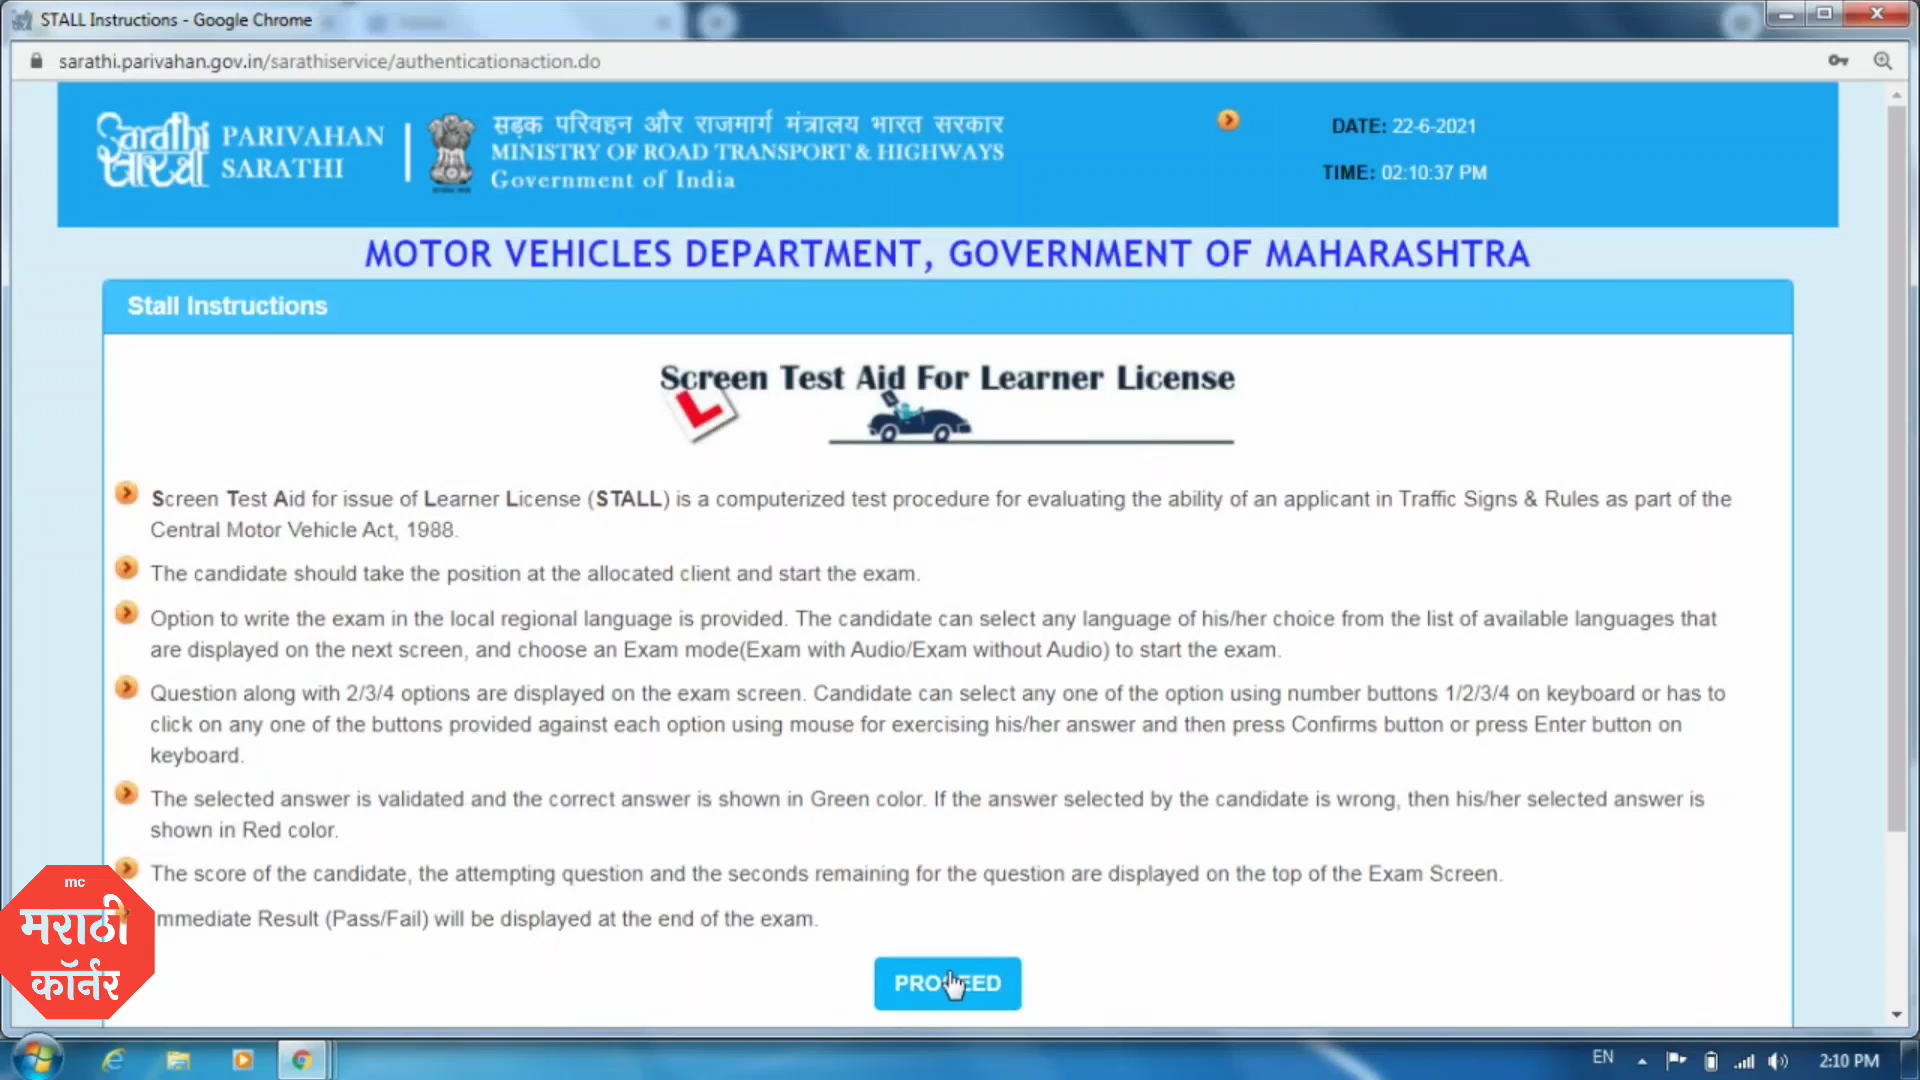 STALL Instructions - Google Chrome
sarathi.parivahan.gov.in/sarathiservice/authenticationaction.do
Sarathi
PARIVAHAN
SARATHI
सड़क परिवहन और राजमार्ग मंत्रालय भारत सरकार
MINISTRY OF ROAD TRANSPORT & HIGHWAYS
Government of India
DATE: 22-6-2021
TIME: 02:10:37 PM
MOTOR VEHICLES DEPARTMENT, GOVERNMENT OF MAHARASHTRA
Stall Instructions
Screen Test Aid For Learner License
L
Screen Test Aid for issue of Learner License (STALL) is a computerized test procedure for evaluating the ability of an applicant in Traffic Signs & Rules as part of the
Central Motor Vehicle Act, 1988.
The candidate should take the position at the allocated client and start the exam.
Option to write the exam in the local regional language is provided. The candidate can select any language of his/her choice from the list of available languages that
are displayed on the next screen, and choose an Exam mode(Exam with Audio/Exam without Audio) to start the exam.
Question along with 2/3/4 options are displayed on the exam screen. Candidate can select any one of the option using number buttons 1/2/3/4 on keyboard or has to
click on any one of the buttons provided against each option using mouse for exercising his/her answer and then press Confirms button or press Enter button on
keyboard.
The selected answer is validated and the correct answer is shown in Green color. If the answer selected by the candidate is wrong, then his/her selected answer is
shown in Red color.
The score of the candidate, the attempting question and the seconds remaining for the question are displayed on the top of the Exam Screen.
mmediate Result (Pass/Fail) will be displayed at the end of the exam.
PROCEED
mc
मराठी
कॉर्नर
EN
2:10 PM